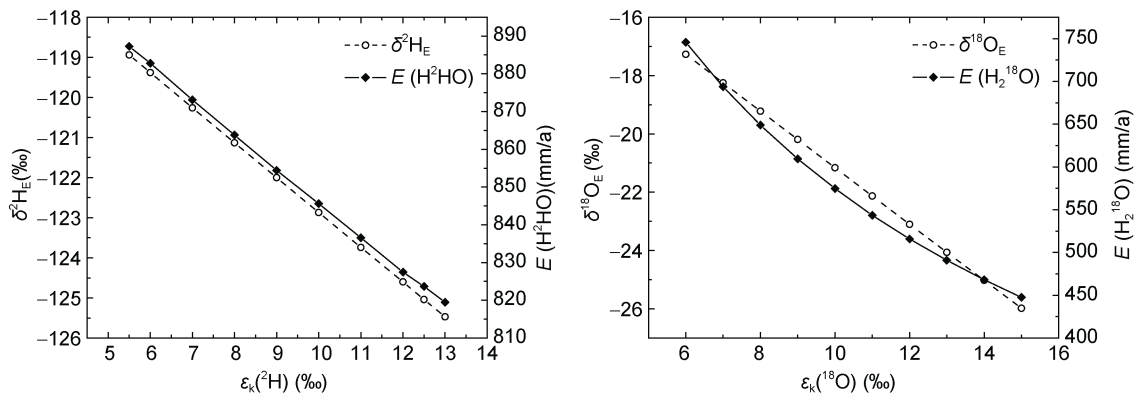 −118
−119
−120
−121
−122
−123
−124
−125
−126
δ²H_E(‰)
δ²H_E
E (H²HO)
890
880
870
860
850
840
830
820
810
E (H²HO)(mm/a)
5 6 7 8 9 10 11 12 13 14
ε_k(²H) (‰)
−16
−18
−20
−22
−24
−26
δ¹⁸O_E (‰)
δ¹⁸O_E
E (H₂¹⁸O)
750
700
650
600
550
500
450
400
E (H₂¹⁸O) (mm/a)
6 8 10 12 14 16
ε_k(¹⁸O) (‰)